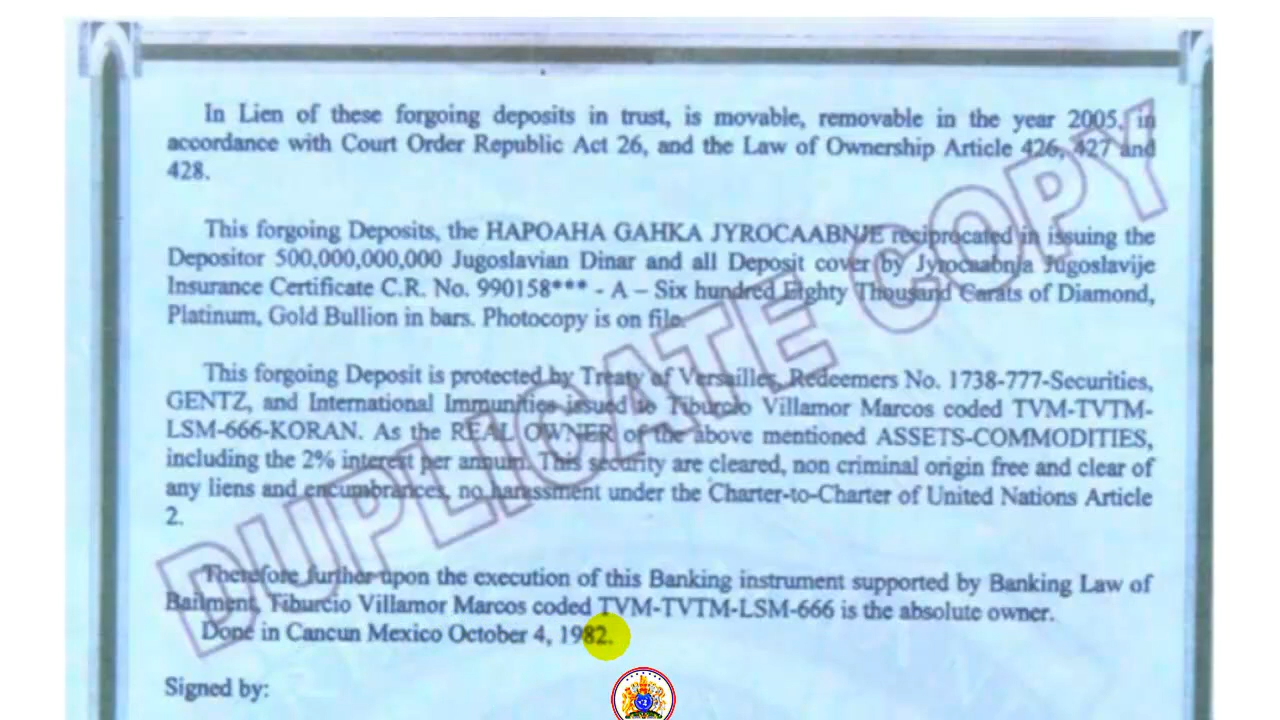 In Lien of these forgoing deposits in trust, is movable, removable in the year 2005, in
accordance with Court Order Republic Act 26, and the Law of Ownership Article 426, 427 and
428.
This forgoing Deposits, the HAPOAHA GAHKA JYROCAABNJE reciprocated in issuing the
Depositor 500,000,000,000 Jugoslavian Dinar and all Deposit cover by Jyrocaabnja Jugoslavije
Insurance Certificate C.R. No. 990158*** - A – Six hundred Eighty Thousand Carats of Diamond,
Platinum, Gold Bullion in bars. Photocopy is on file.
This forgoing Deposit is protected by Treaty of Versailles, Redeemers No. 1738-777-Securities,
GENTZ, and International Immunities issued to Tiburcio Villamor Marcos coded TVM-TVTM-
LSM-666-KORAN. As the REAL OWNER of the above mentioned ASSETS-COMMODITIES,
including the 2% interest per annum. This security are cleared, non criminal origin free and clear of
any liens and encumbrances, no harassment under the Charter-to-Charter of United Nations Article
2.
Therefore further upon the execution of this Banking instrument supported by Banking Law of
Bailment, Tiburcio Villamor Marcos coded TVM-TVTM-LSM-666 is the absolute owner.
Done in Cancun Mexico October 4, 1982.
Signed by:
DUPLICATE COPY